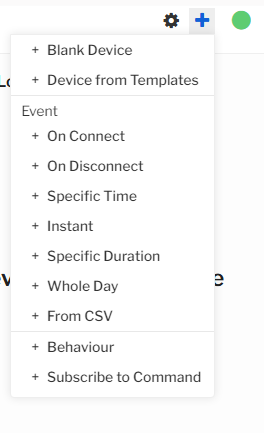 + Blank Device
+ Device from Templates
Event
+ On Connect
+ On Disconnect
+ Specific Time
+ Instant
+ Specific Duration
+ Whole Day
+ From CSV
+ Behaviour
+ Subscribe to Command